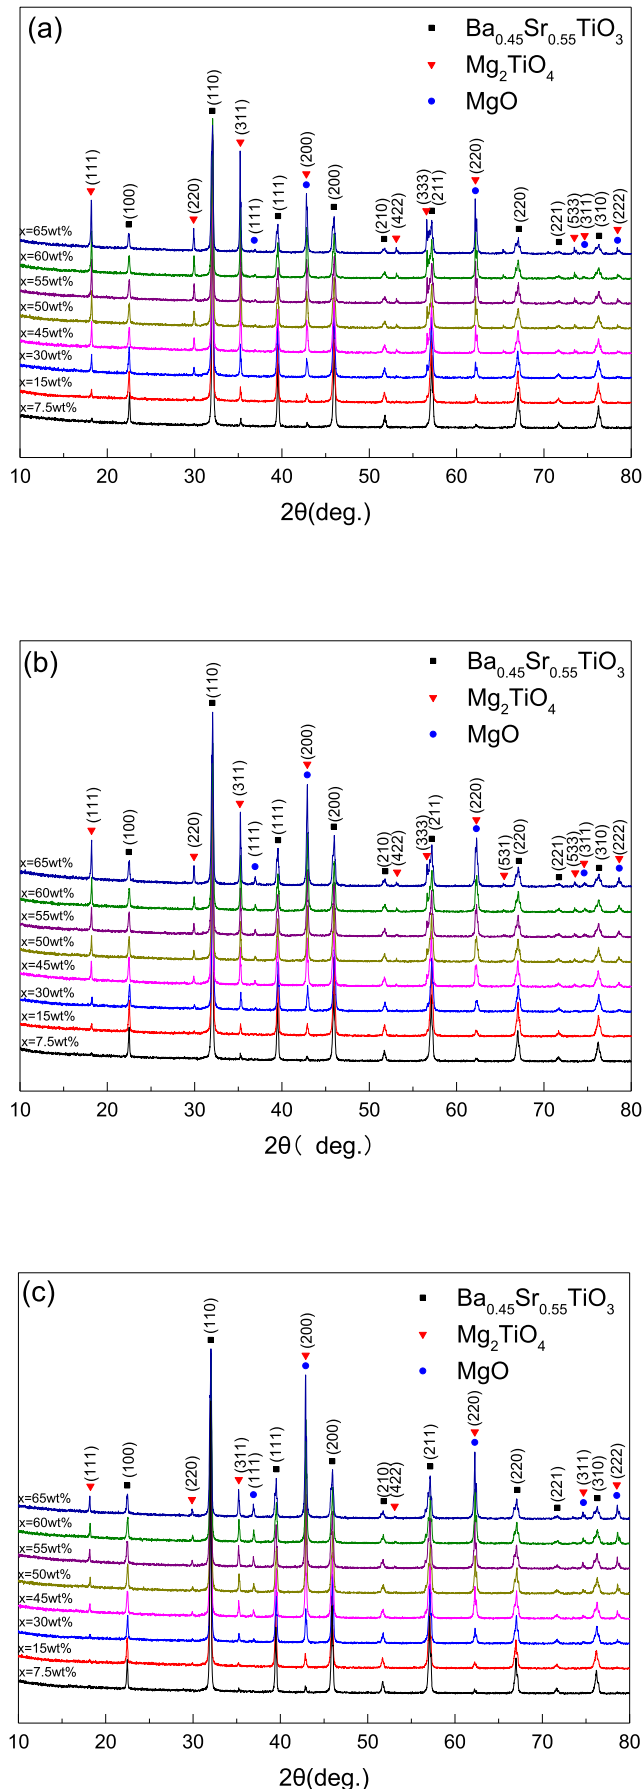 (a)
Ba0.45Sr0.55TiO3
Mg2TiO4
MgO
(111)
(100)
(220)
(110)
(311)
(111)
(111)
(200)
(200)
(210)
(422)
(333)
(211)
(220)
(220)
(221)
(533)
(311)
(310)
(222)
x=65wt%
x=60wt%
x=55wt%
x=50wt%
x=45wt%
x=30wt%
x=15wt%
x=7.5wt%
10 20 30 40 50 60 70 80
2θ(deg.)
(b)
Ba0.45Sr0.55TiO3
Mg2TiO4
MgO
(111)
(100)
(220)
(110)
(311)
(111)
(111)
(200)
(200)
(210)
(422)
(333)
(211)
(220)
(531)
(220)
(221)
(533)
(311)
(310)
(222)
x=65wt%
x=60wt%
x=55wt%
x=50wt%
x=45wt%
x=30wt%
x=15wt%
x=7.5wt%
10 20 30 40 50 60 70 80
2θ( deg.)
(c)
Ba0.45Sr0.55TiO3
Mg2TiO4
MgO
(111)
(100)
(220)
(110)
(311)
(111)
(111)
(200)
(200)
(210)
(422)
(211)
(220)
(220)
(221)
(311)
(310)
(222)
x=65wt%
x=60wt%
x=55wt%
x=50wt%
x=45wt%
x=30wt%
x=15wt%
x=7.5wt%
10 20 30 40 50 60 70 80
2θ(deg.)